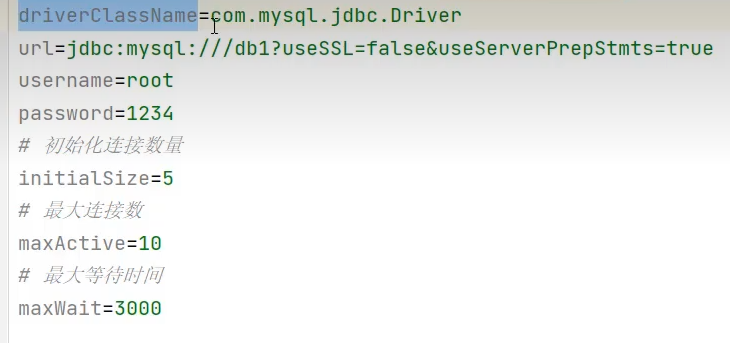 driverClassName=com.mysql.jdbc.Driver
url=jdbc:mysql:///db1?useSSL=false&useServerPrepStmts=true
username=root
password=1234
# 初始化连接数量
initialSize=5
# 最大连接数
maxActive=10
# 最大等待时间
maxWait=3000